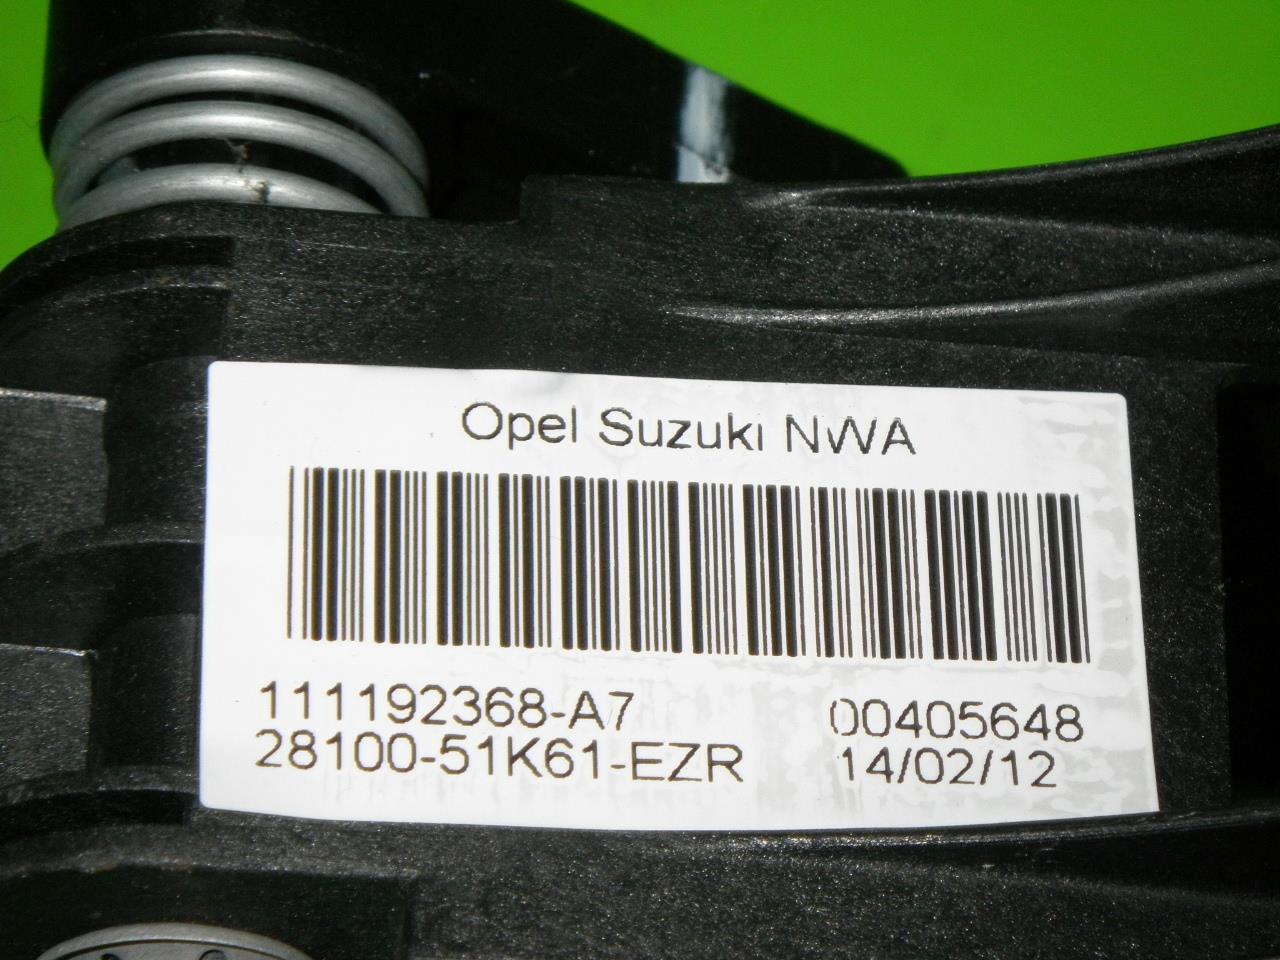 Opel Suzuki NWA
111192368-A7 00405648
28100-51K61-EZR 14/02/12